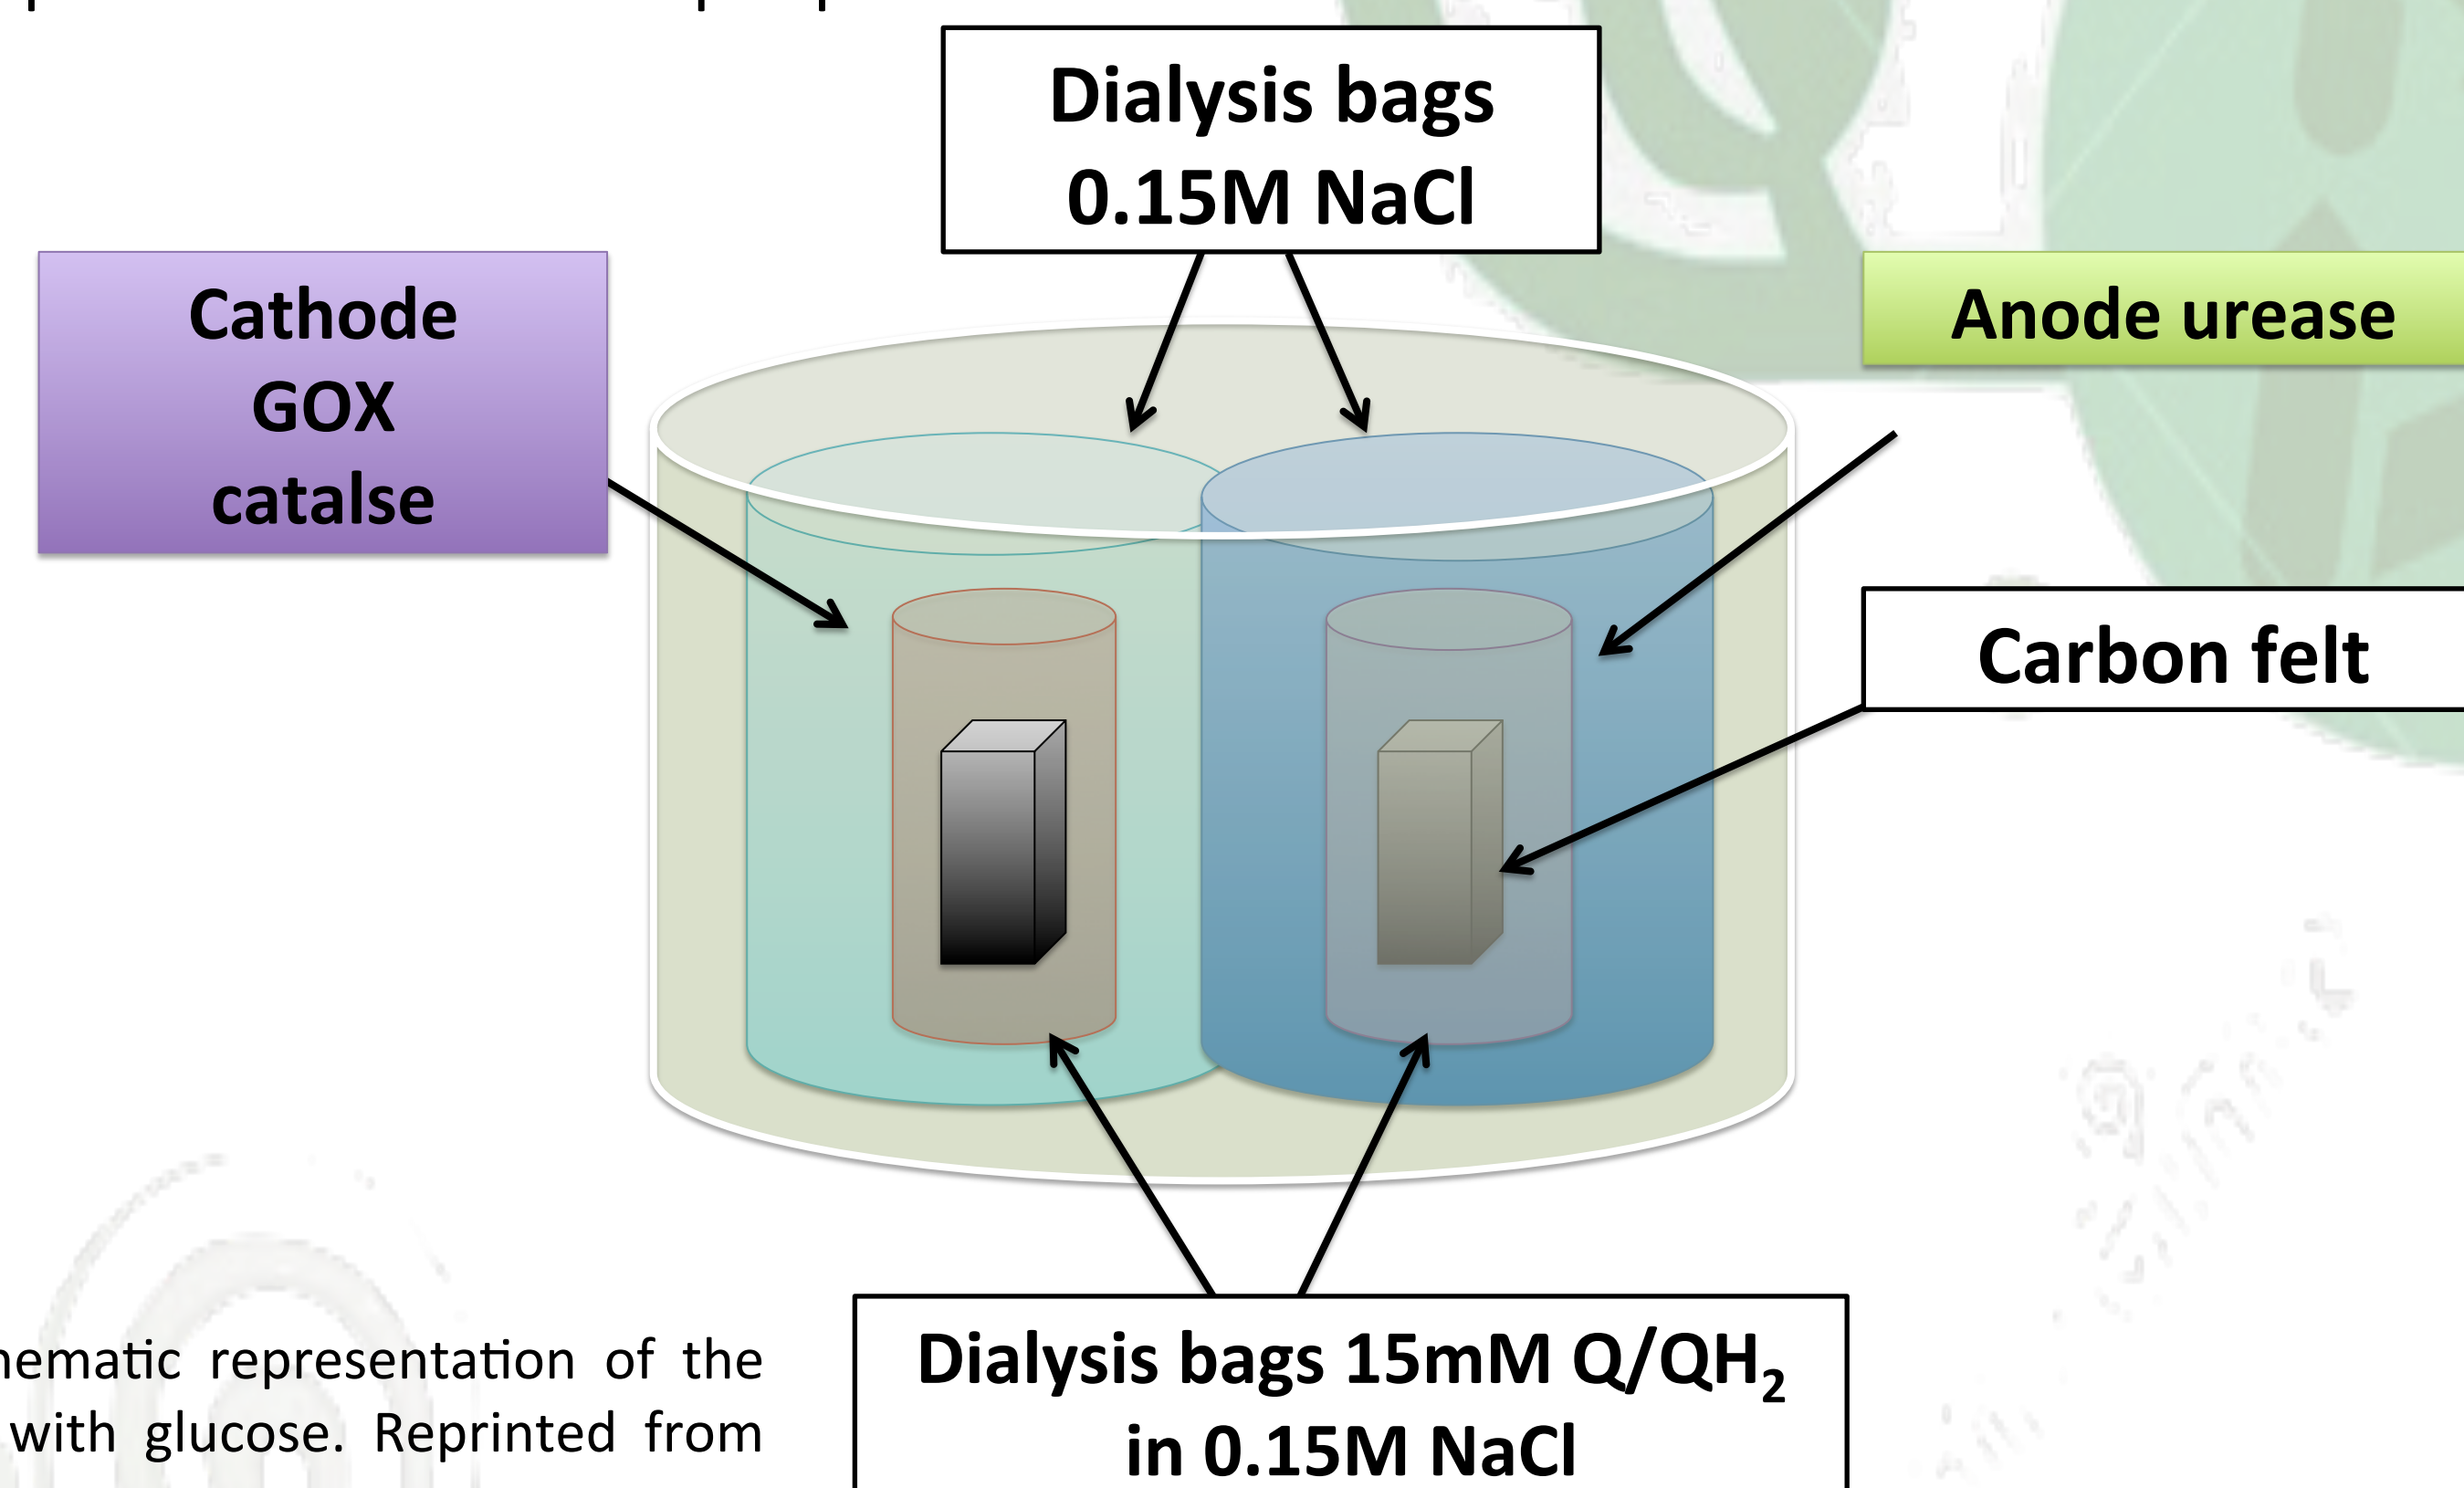 Dialysis bags
0.15M NaCl
Cathode
GOX
catalse
Anode urease
Carbon felt
Dialysis bags 15mM Q/QH₂
in 0.15M NaCl
representation of the
with glucose. Reprinted from